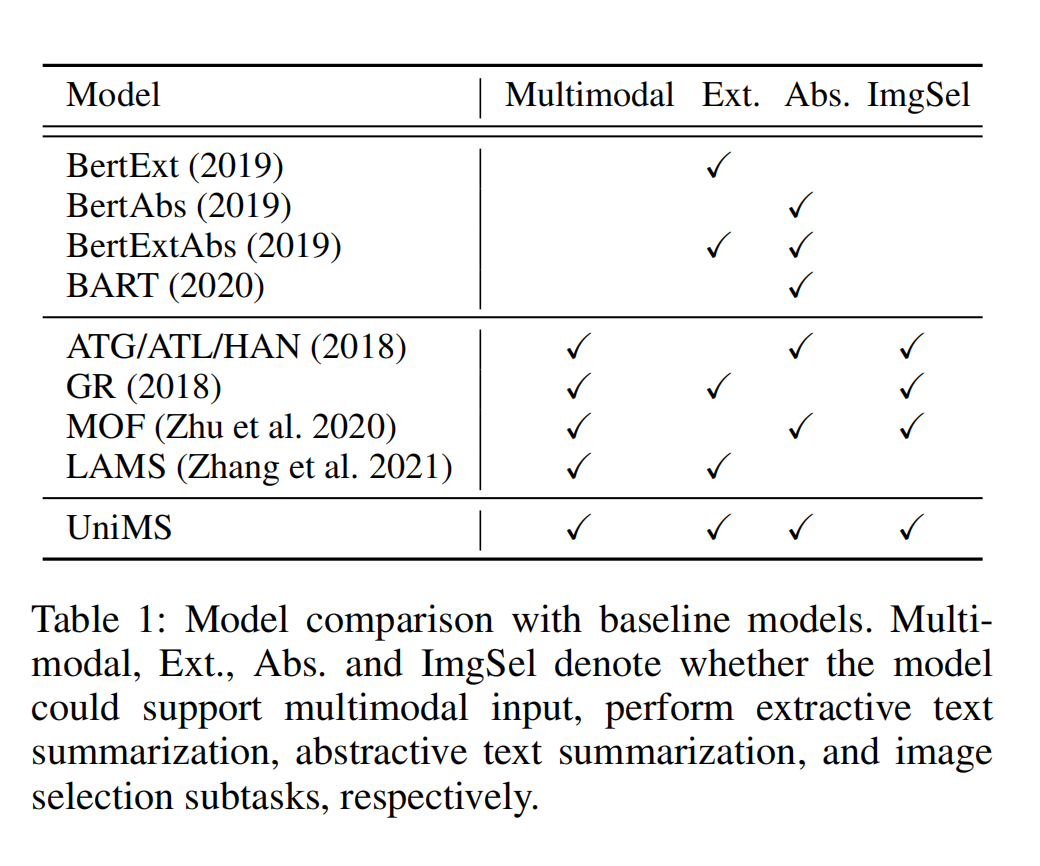 Model Multimodal Ext. Abs. ImgSel
BertExt (2019) ✓
BertAbs (2019) ✓
BertExtAbs (2019) ✓ ✓
BART (2020) ✓
ATG/ATL/HAN (2018) ✓ ✓ ✓
GR (2018) ✓ ✓ ✓
MOF (Zhu et al. 2020) ✓ ✓ ✓
LAMS (Zhang et al. 2021) ✓ ✓
UniMS ✓ ✓ ✓ ✓
Table 1: Model comparison with baseline models. Multi-
modal, Ext., Abs. and ImgSel denote whether the model
could support multimodal input, perform extractive text
summarization, abstractive text summarization, and image
selection subtasks, respectively.